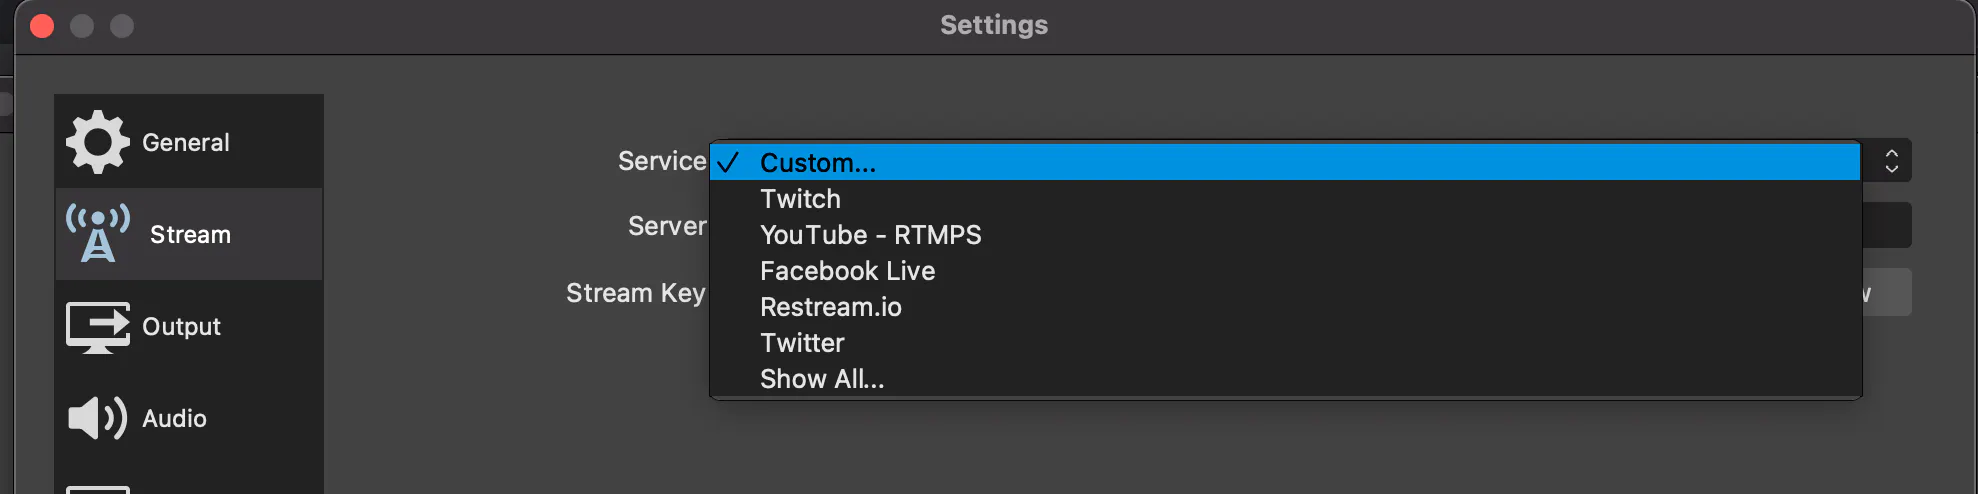 Settings
General
Stream
Output
Audio
Service
Server
Stream Key
Custom...
Twitch
YouTube - RTMPS
Facebook Live
Restream.io
Twitter
Show All...